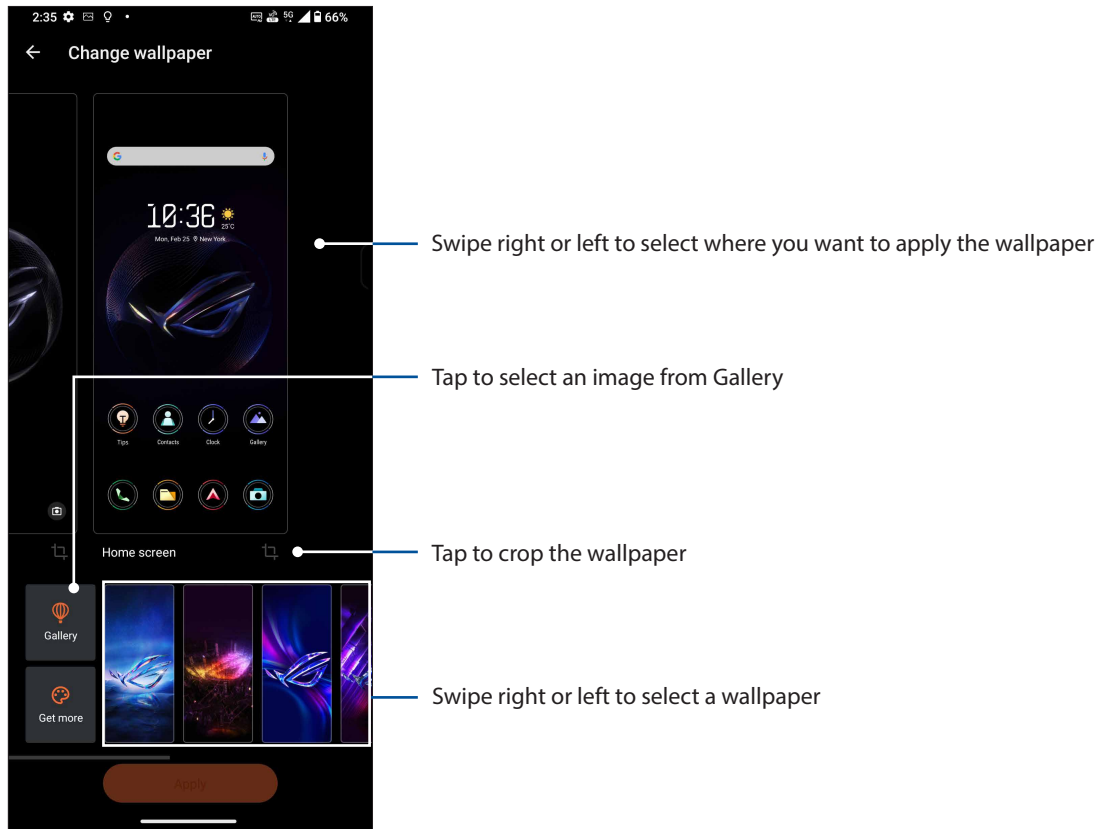 2:35 5G 66%
Change wallpaper
10:36
25°C
Mon, Feb 25 New York
Swipe right or left to select where you want to apply the wallpaper
Tap to select an image from Gallery
Tips Contacts Clock Gallery
Home screen
Tap to crop the wallpaper
Gallery
Get more
Swipe right or left to select a wallpaper
Apply